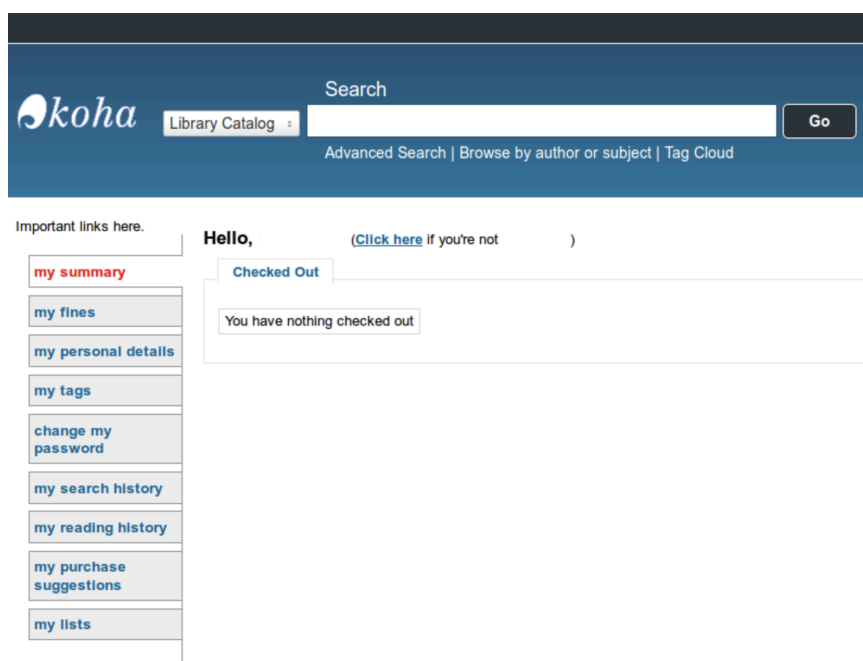 koha
Search
Library Catalog
Go
Advanced Search | Browse by author or subject | Tag Cloud
Important links here.
Hello, (Click here if you're not )
my summary
my fines
my personal details
my tags
change my
password
my search history
my reading history
my purchase
suggestions
my lists
Checked Out
You have nothing checked out